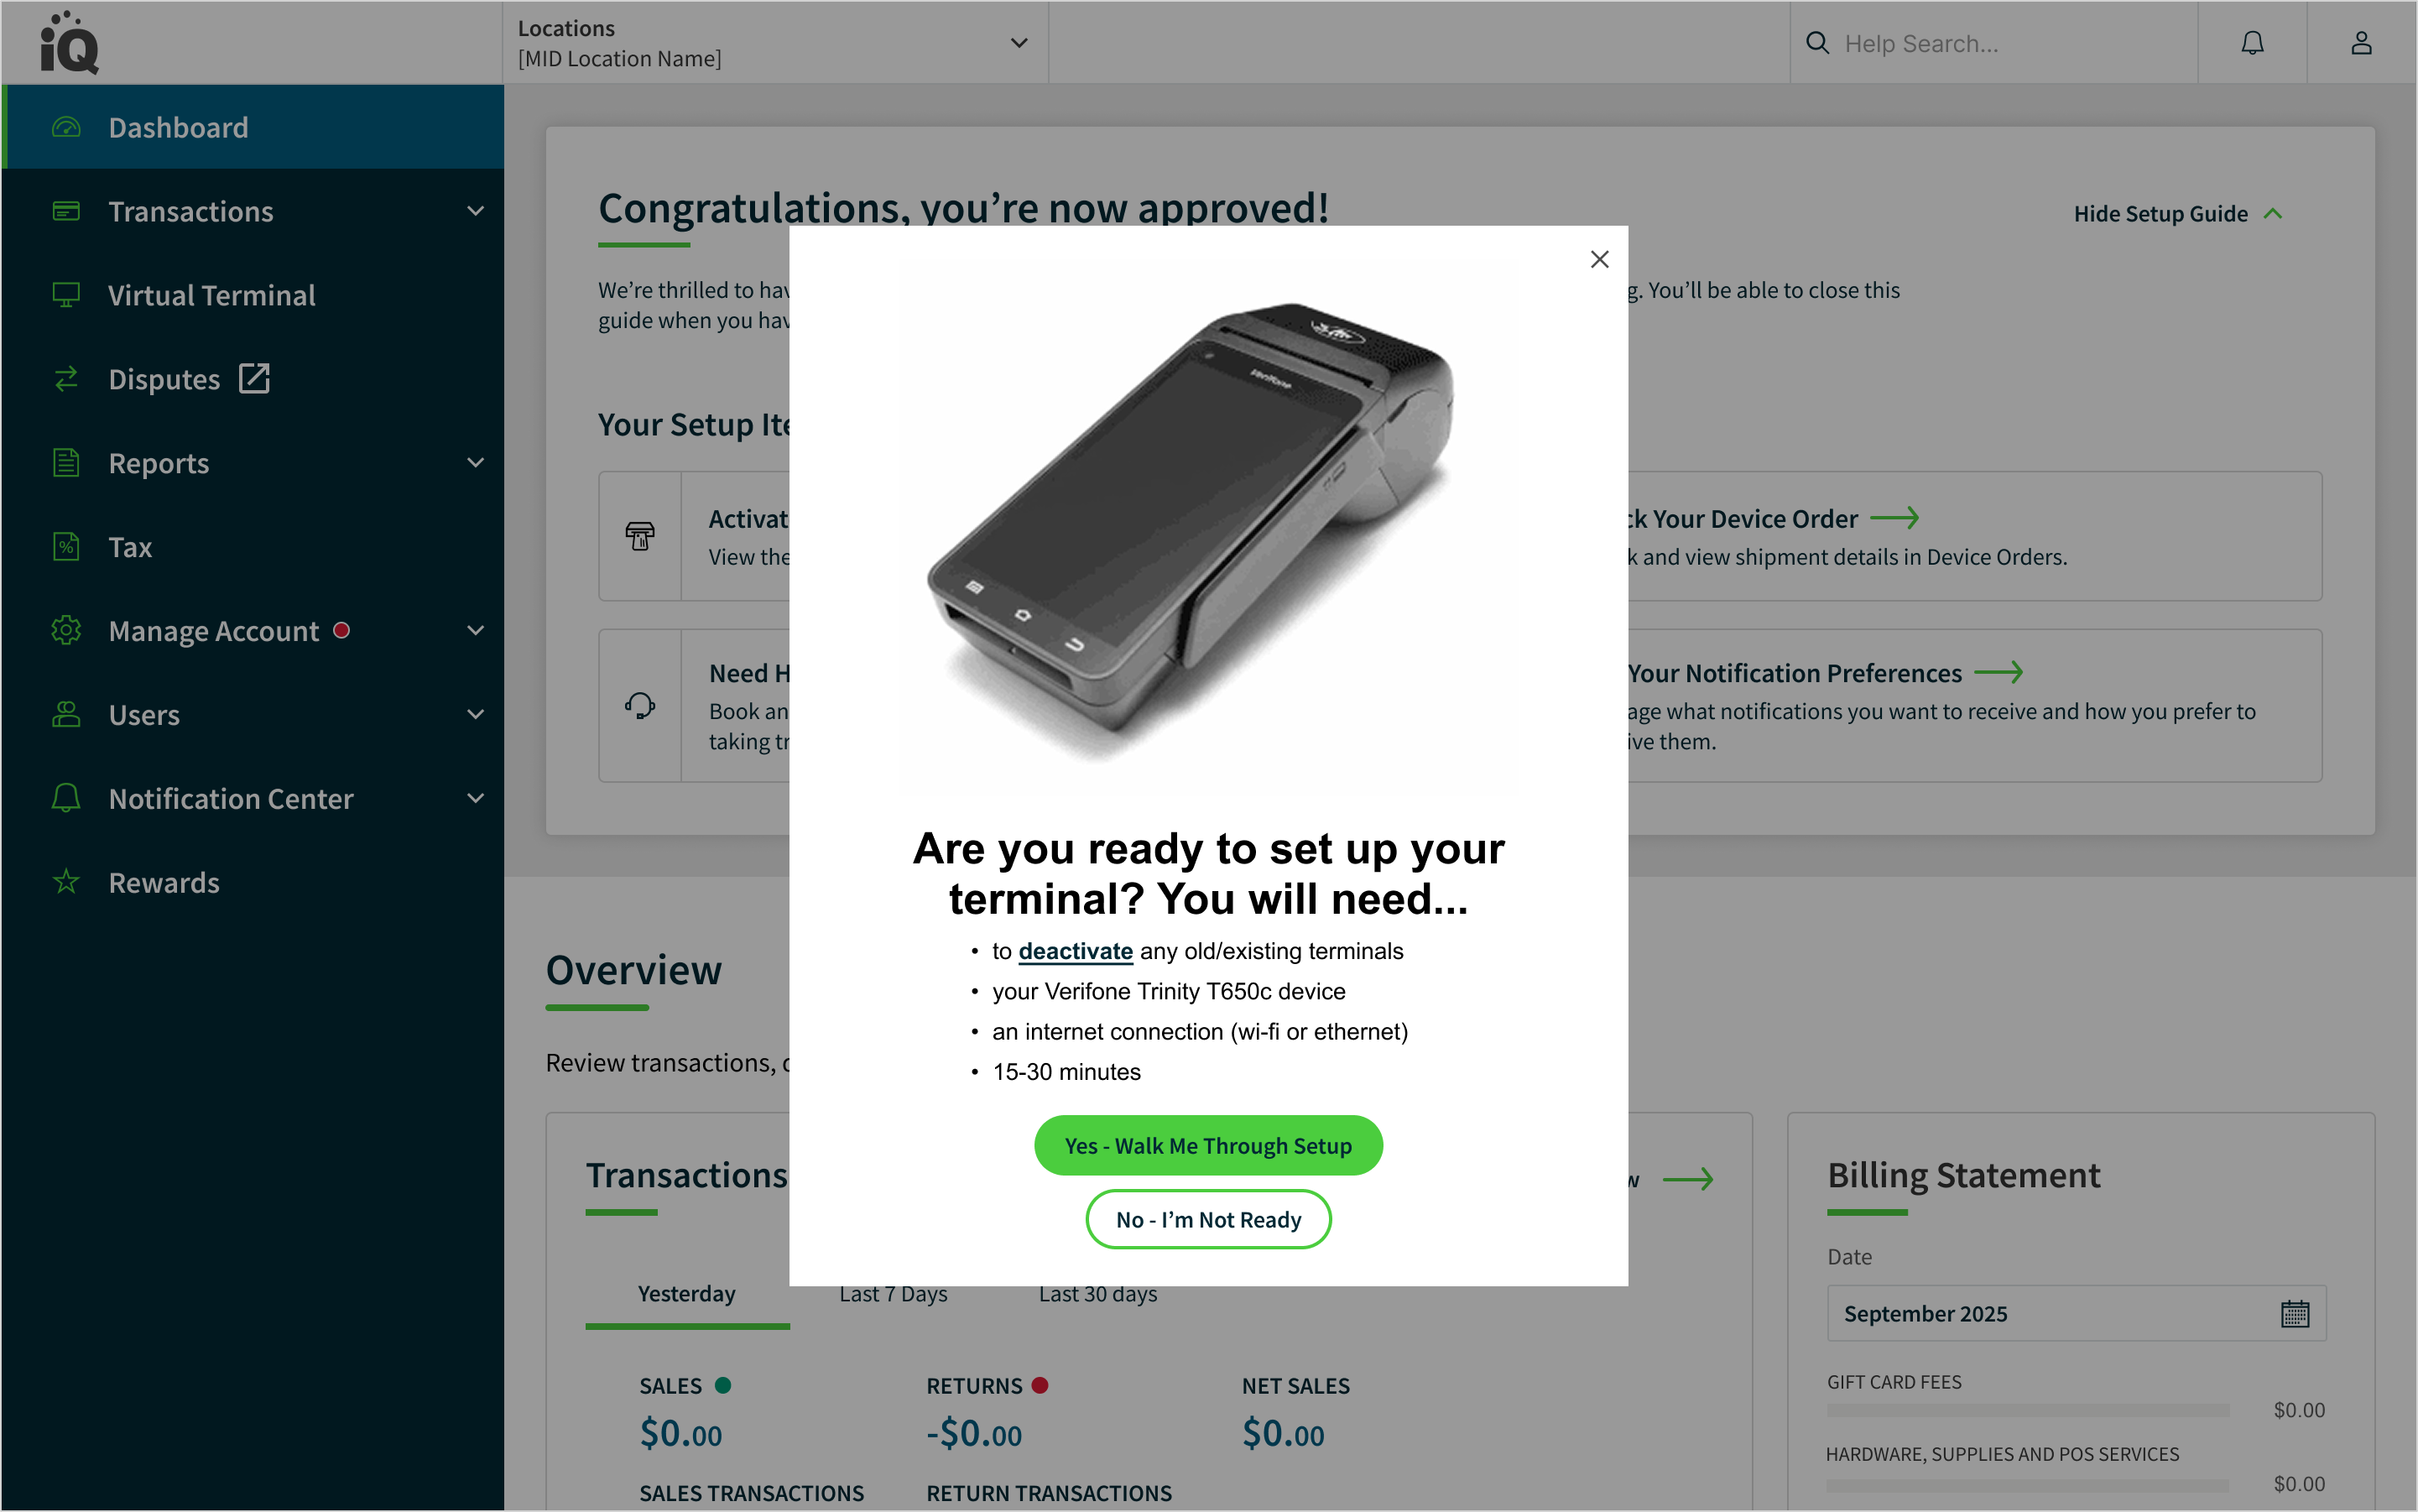 iQ
Locations
[MID Location Name]
Help Search...
Dashboard
Transactions
Virtual Terminal
Disputes
Reports
Tax
Manage Account
Users
Notification Center
Rewards
Congratulations, you’re now approved!
Hide Setup Guide
We’re thrilled to
g. You’ll be able to close this
guide when you
Your Setup
View the
ck Your Device Order
k and view shipment details in Device Orders.
Need H
Book an
taking
Your Notification Preferences
age what notifications you want to receive and how you prefer to
ive them.
Verifone
Are you ready to set up your
terminal? You will need...
• to deactivate any old/existing terminals
• your Verifone Trinity T650c device
• an internet connection (wi-fi or ethernet)
• 15-30 minutes
Yes - Walk Me Through Setup
No - I’m Not Ready
Overview
Review transactions,
Transactions
w
Yesterday
Last 7 Days
Last 30 days
SALES
RETURNS
NET SALES
$0.00
-$0.00
$0.00
SALES TRANSACTIONS
RETURN TRANSACTIONS
Billing Statement
Date
September 2025
GIFT CARD FEES
$0.00
HARDWARE, SUPPLIES AND POS SERVICES
$0.00